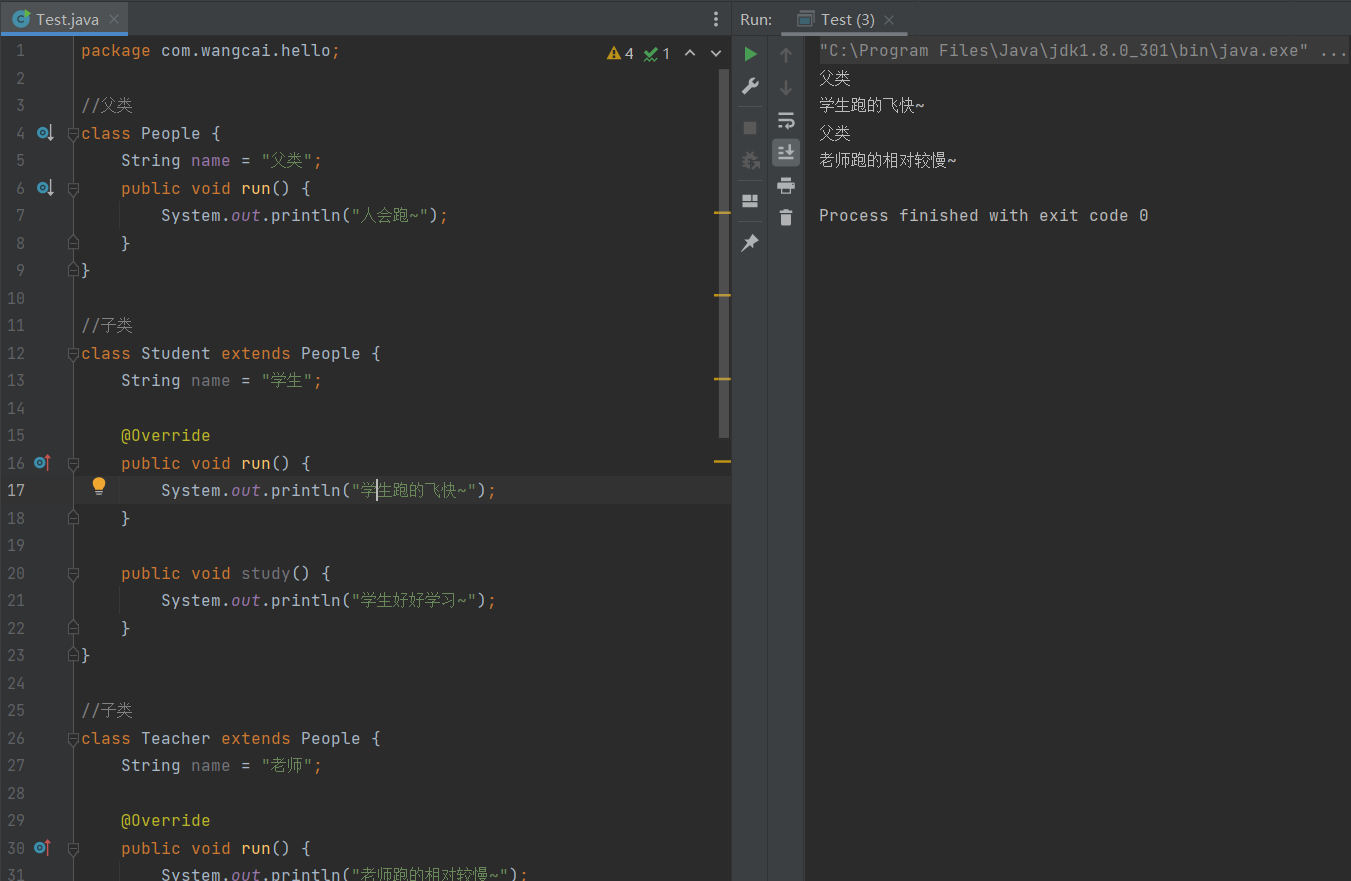 Test.java
Run: Test (3)
1 package com.wangcai.hello; 4 1
2
3 //父类
4 class People {
5 String name = "父类";
6 public void run() {
7 System.out.println("人会跑~");
8 }
9 }
10
11 //子类
12 class Student extends People {
13 String name = "学生";
14
15 @Override
16 public void run() {
17 System.out.println("学生跑的飞快~");
18 }
19
20 public void study() {
21 System.out.println("学生好好学习~");
22 }
23 }
24
25 //子类
26 class Teacher extends People {
27 String name = "老师";
28
29 @Override
30 public void run() {
31 System.out.println("老师跑的相对较慢~");
"C:\Program Files\Java\jdk1.8.0_301\bin\java.exe" ...
父类
学生跑的飞快~
父类
老师跑的相对较慢~
Process finished with exit code 0